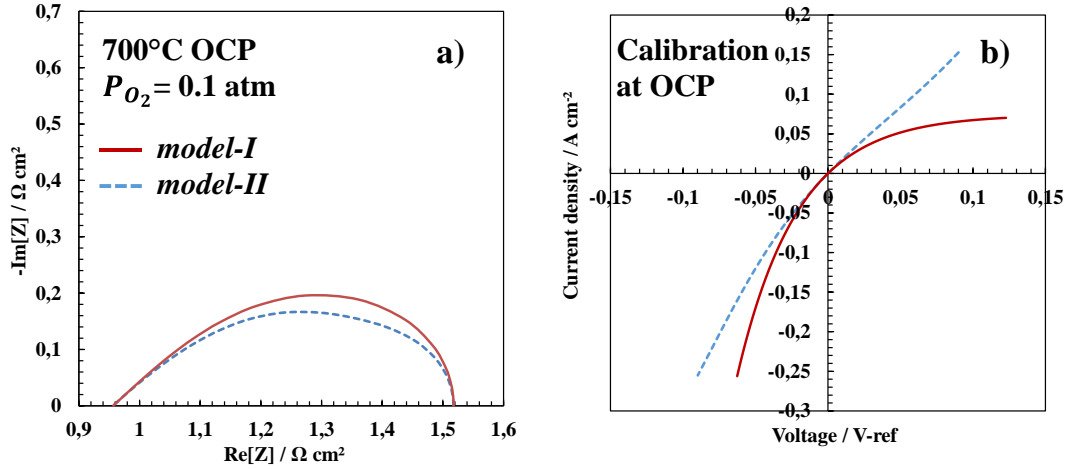 700°C OCP
P_{O_2} = 0.1 atm
a)
model-I
model-II
-Im[Z] / Ω cm²
0,7
0,6
0,5
0,4
0,3
0,2
0,1
0
0,9 1 1,1 1,2 1,3 1,4 1,5 1,6
Re[Z] / Ω cm²
Calibration
at OCP
b)
Current density / A cm⁻²
0,2
0,15
0,1
0,05
0
-0,05
-0,1
-0,15
-0,2
-0,25
-0,3
-0,15 -0,1 -0,05 0 0,05 0,1 0,15
Voltage / V-ref